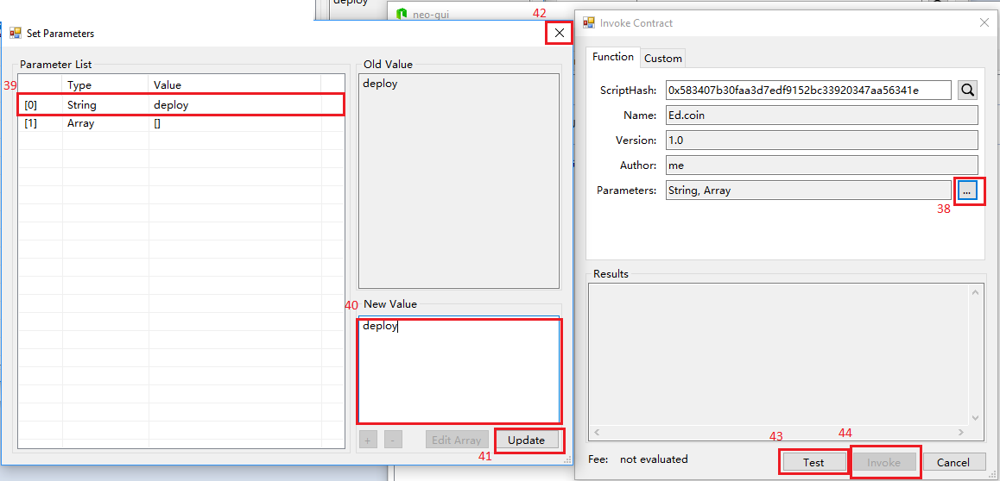 deploy
42
neo-gui
Set Parameters
Parameter List
39
Type Value
[0] String deploy
[1] Array []
Old Value
deploy
40
New Value
deploy
+ - Edit Array Update
41
Invoke Contract
Function Custom
ScriptHash: 0x583407b30faa3d7edf9152bc33920347aa56341e
Name: Ed.coin
Version: 1.0
Author: me
Parameters: String, Array ...
38
Results
43 44
Fee: not evaluated
Test Invoke Cancel